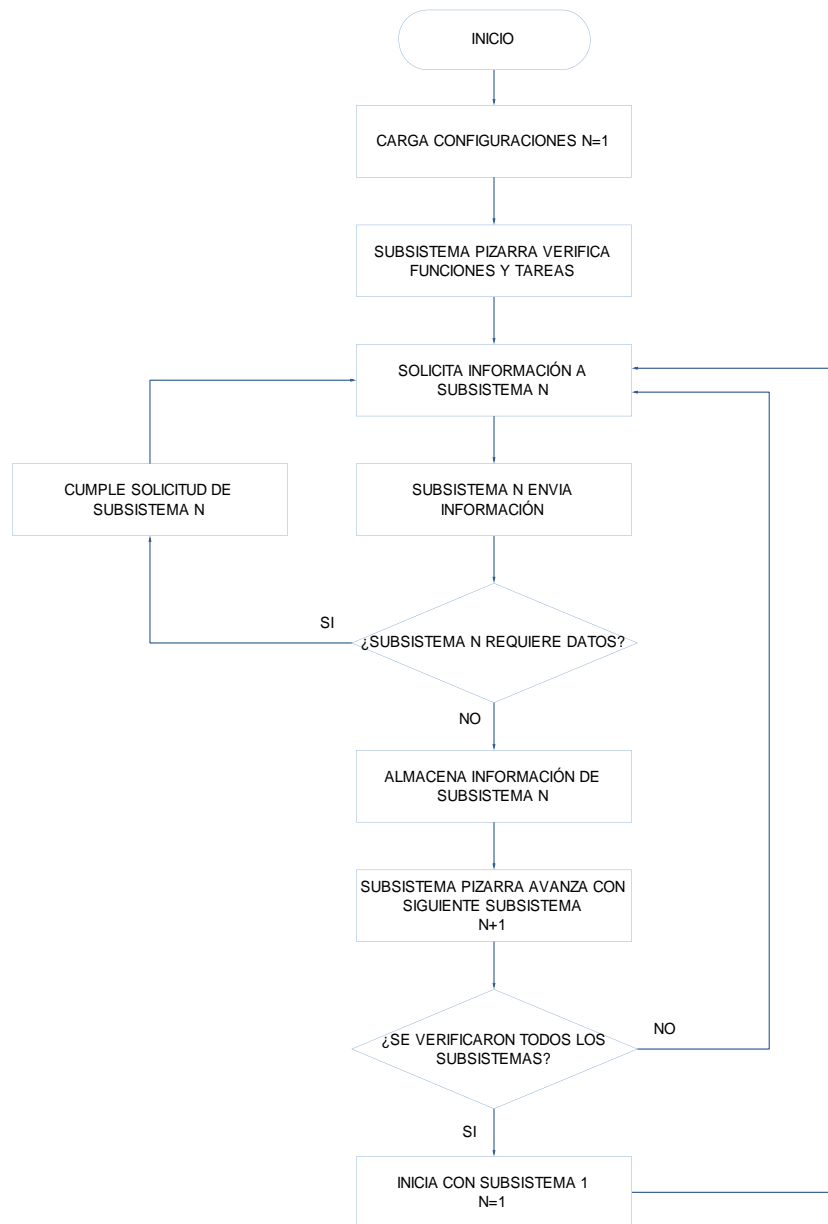 INICIO
CARGA CONFIGURACIONES N=1
SUBSISTEMA PIZARRA VERIFICA
FUNCIONES Y TAREAS
SOLICITA INFORMACIÓN A
SUBSISTEMA N
CUMPLE SOLICITUD DE
SUBSISTEMA N
SUBSISTEMA N ENVIA
INFORMACIÓN
SI
¿SUBSISTEMA N REQUIERE DATOS?
NO
ALMACENA INFORMACIÓN DE
SUBSISTEMA N
SUBSISTEMA PIZARRA AVANZA CON
SIGUIENTE SUBSISTEMA
N+1
¿SE VERIFICARON TODOS LOS
SUBSISTEMAS?
NO
SI
INICIA CON SUBSISTEMA 1
N=1